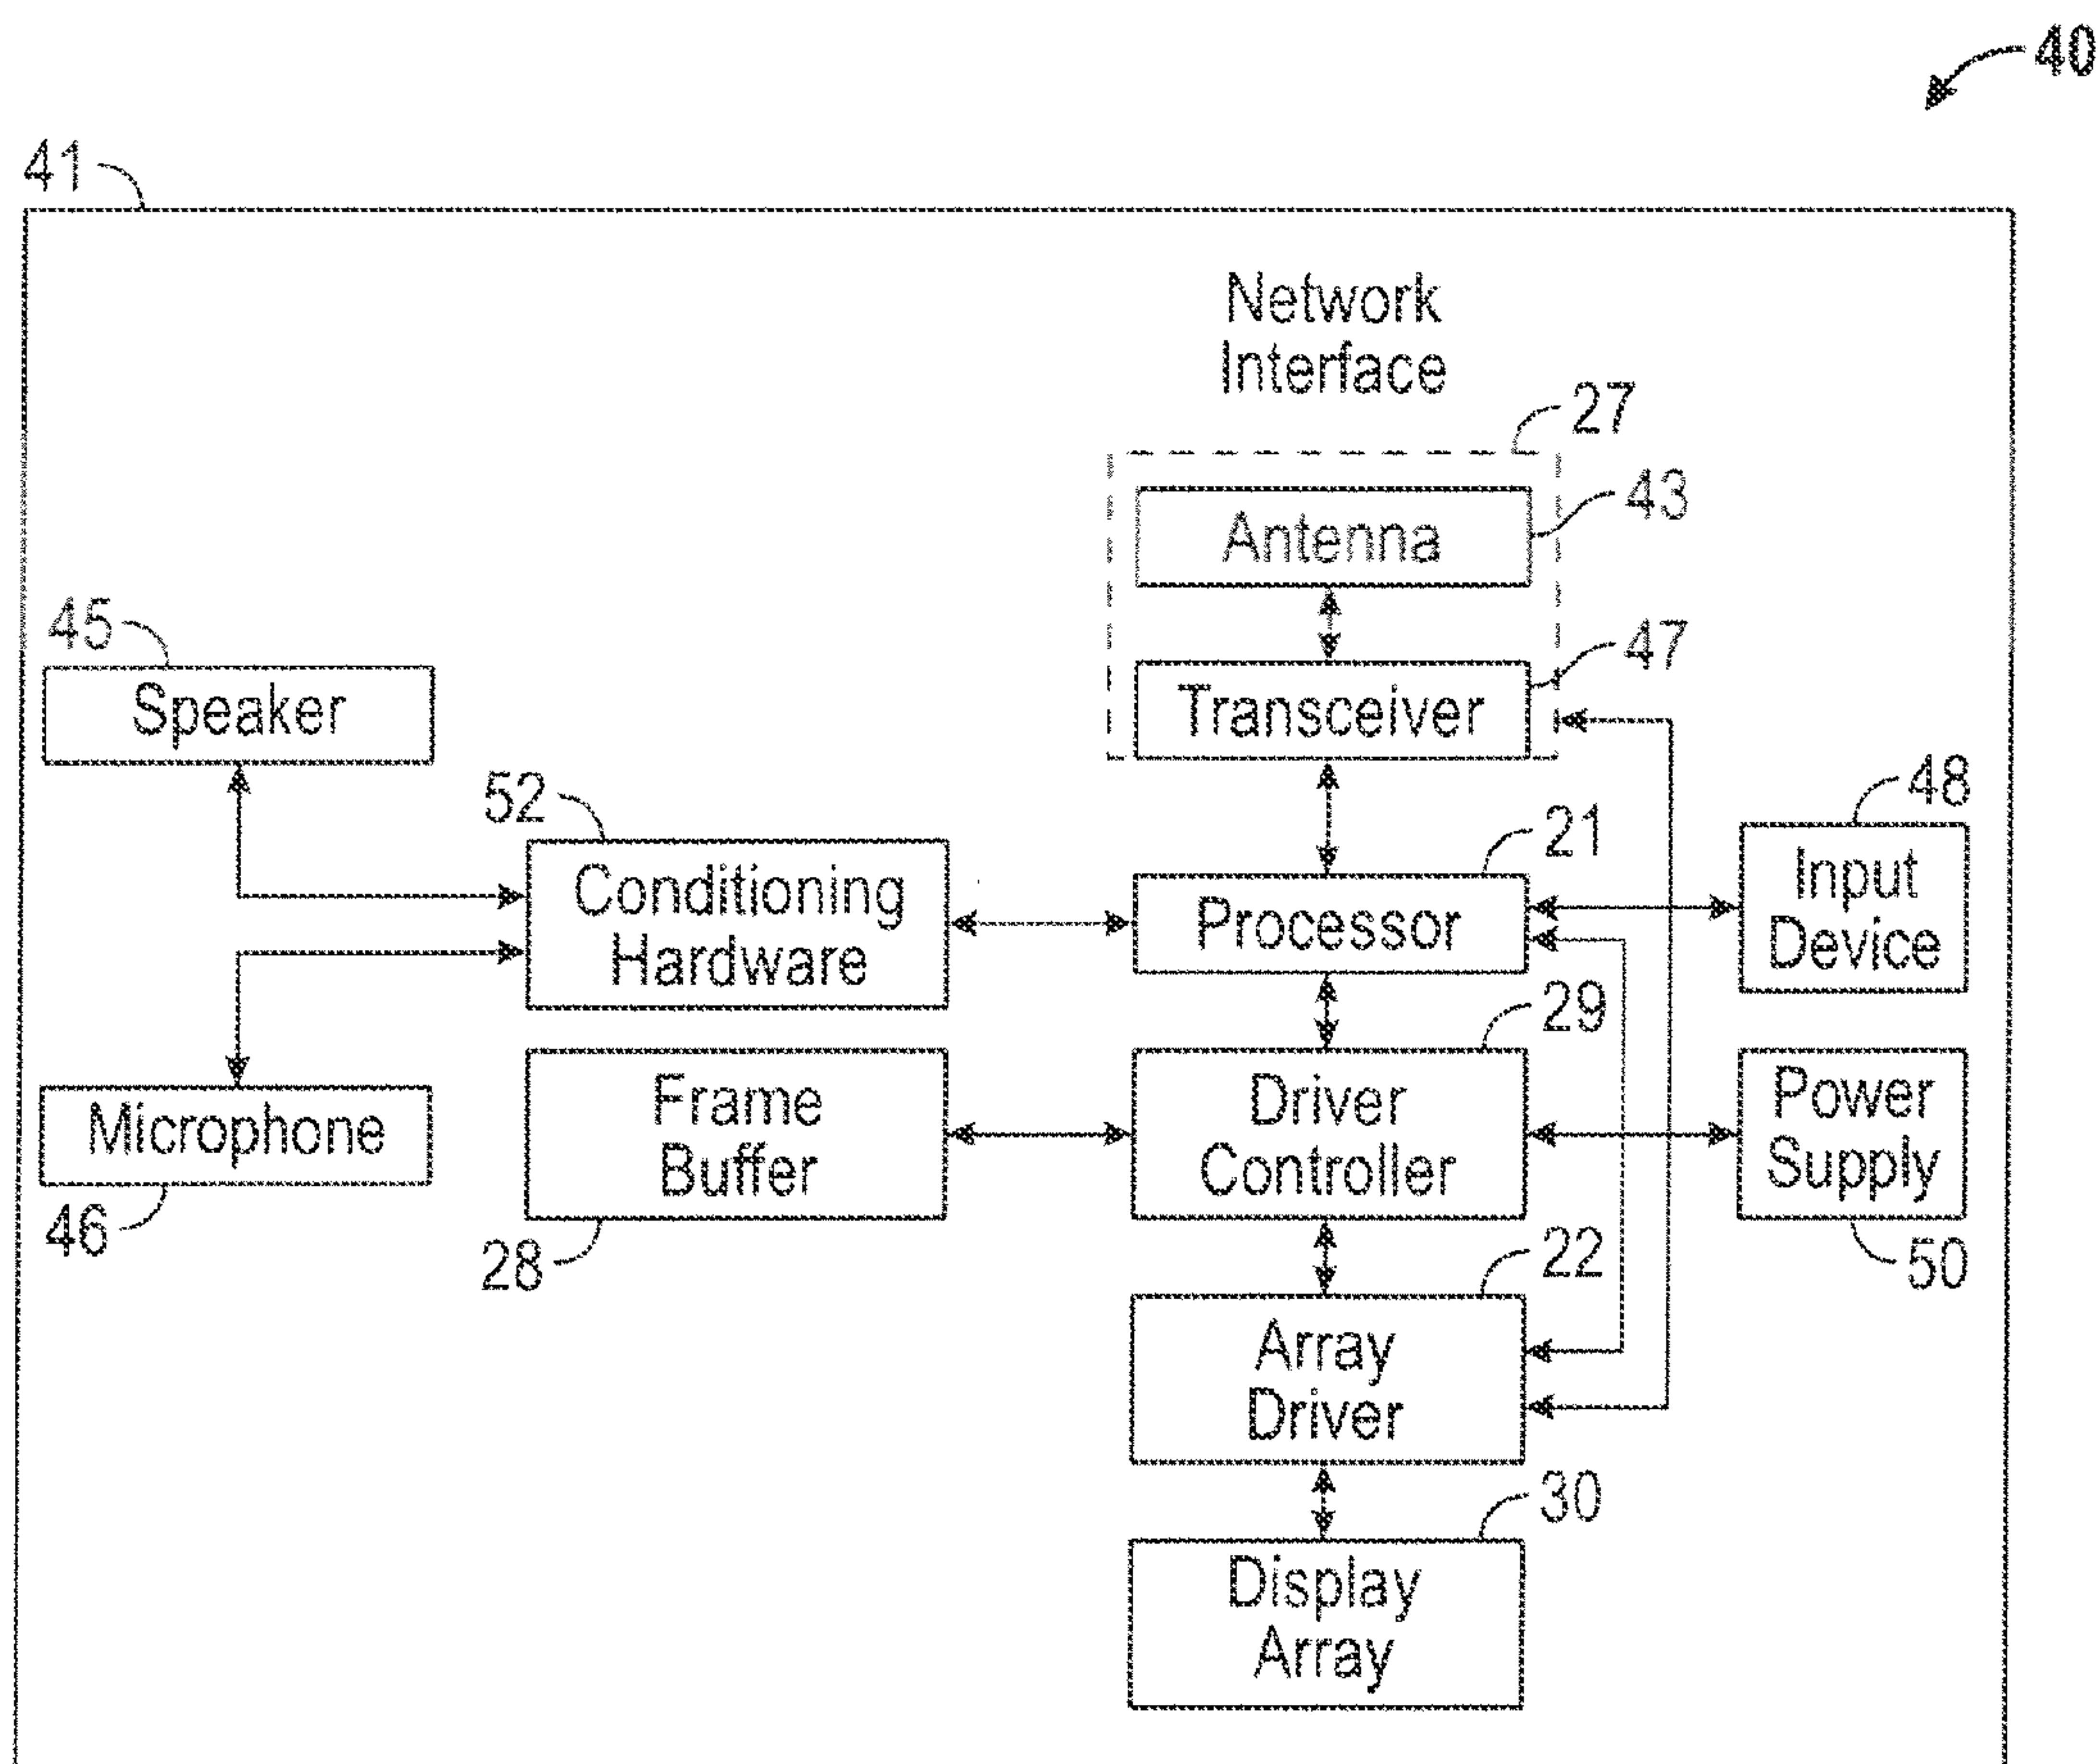 40
41
Network
Interface
27
Antenna
43
45
Speaker
47
Transceiver
52
Conditioning
Hardware
21
Processor
48
Input
Device
29
Microphone
46
Frame
Buffer
28
Driver
Controller
Power
Supply
50
22
Array
Driver
30
Display
Array